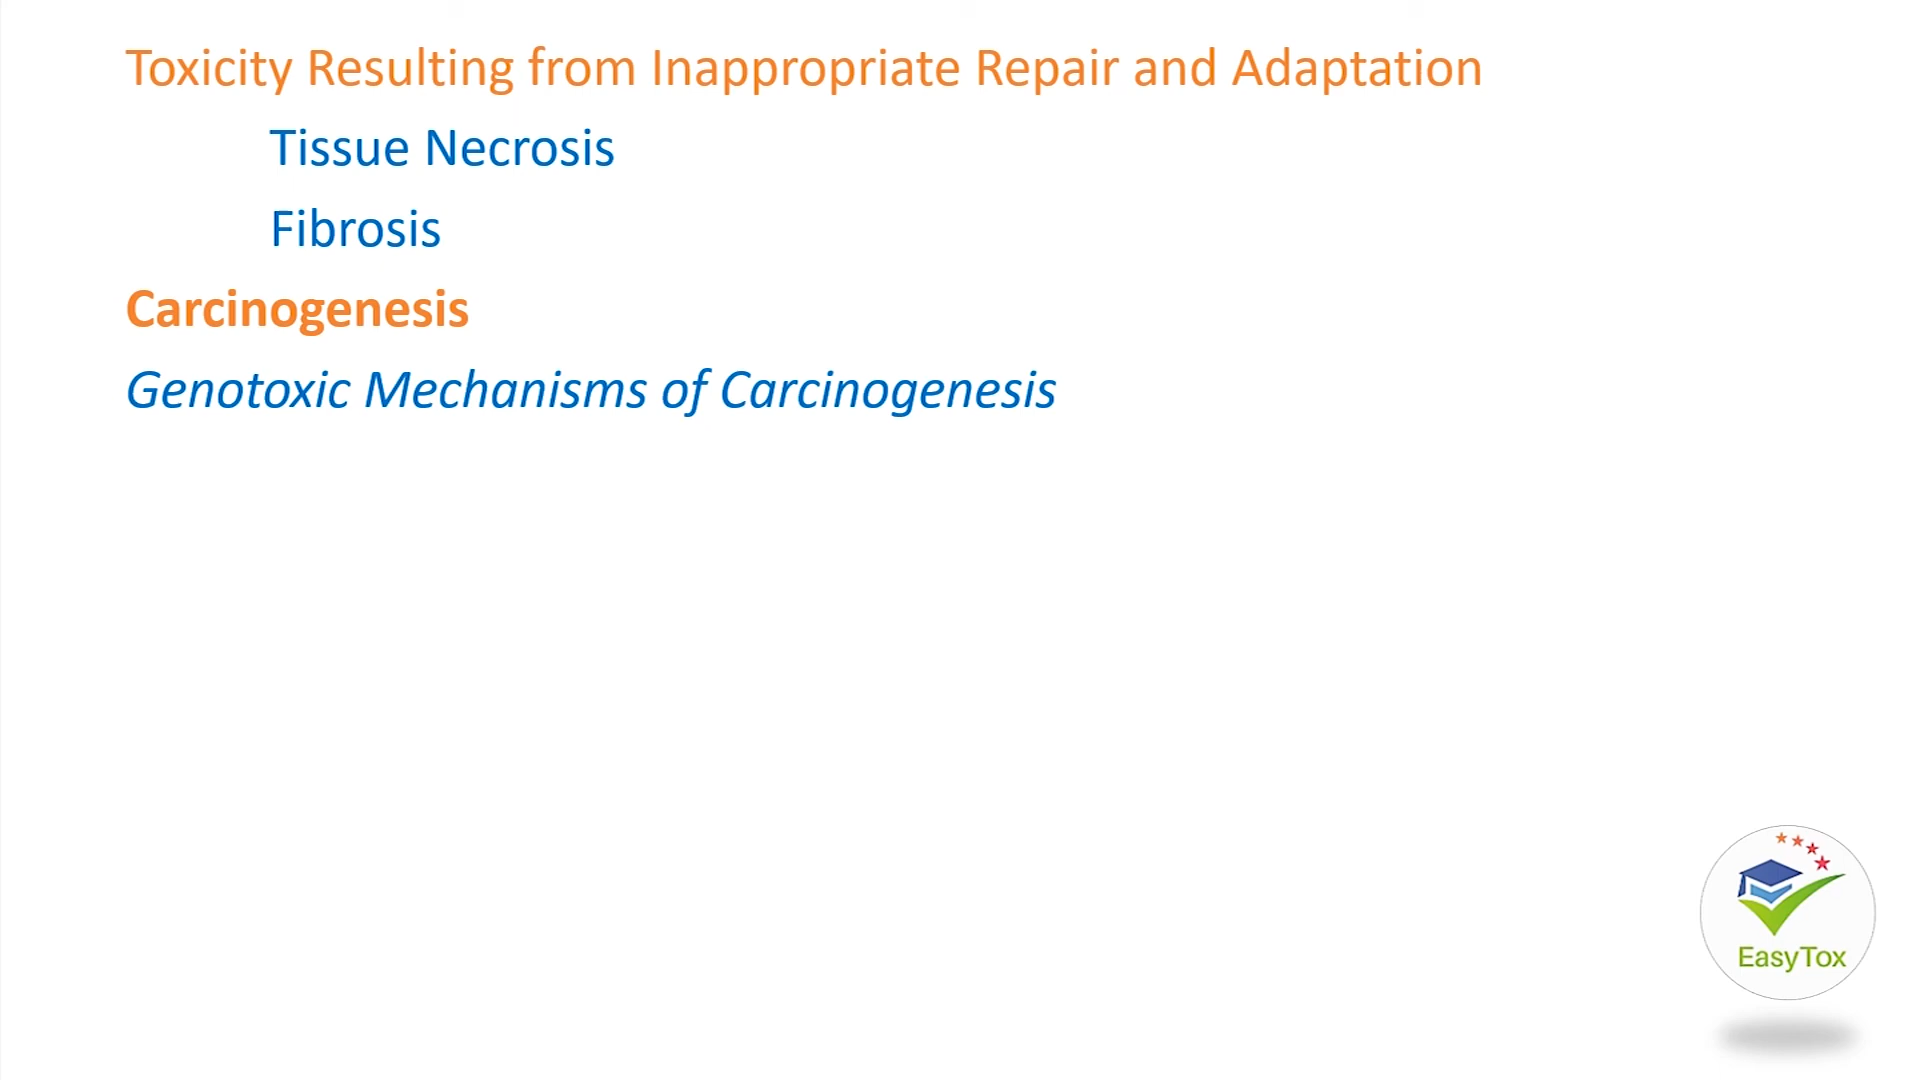 Toxicity Resulting from Inappropriate Repair and Adaptation
Tissue Necrosis
Fibrosis
Carcinogenesis
Genotoxic Mechanisms of Carcinogenesis
EasyTox